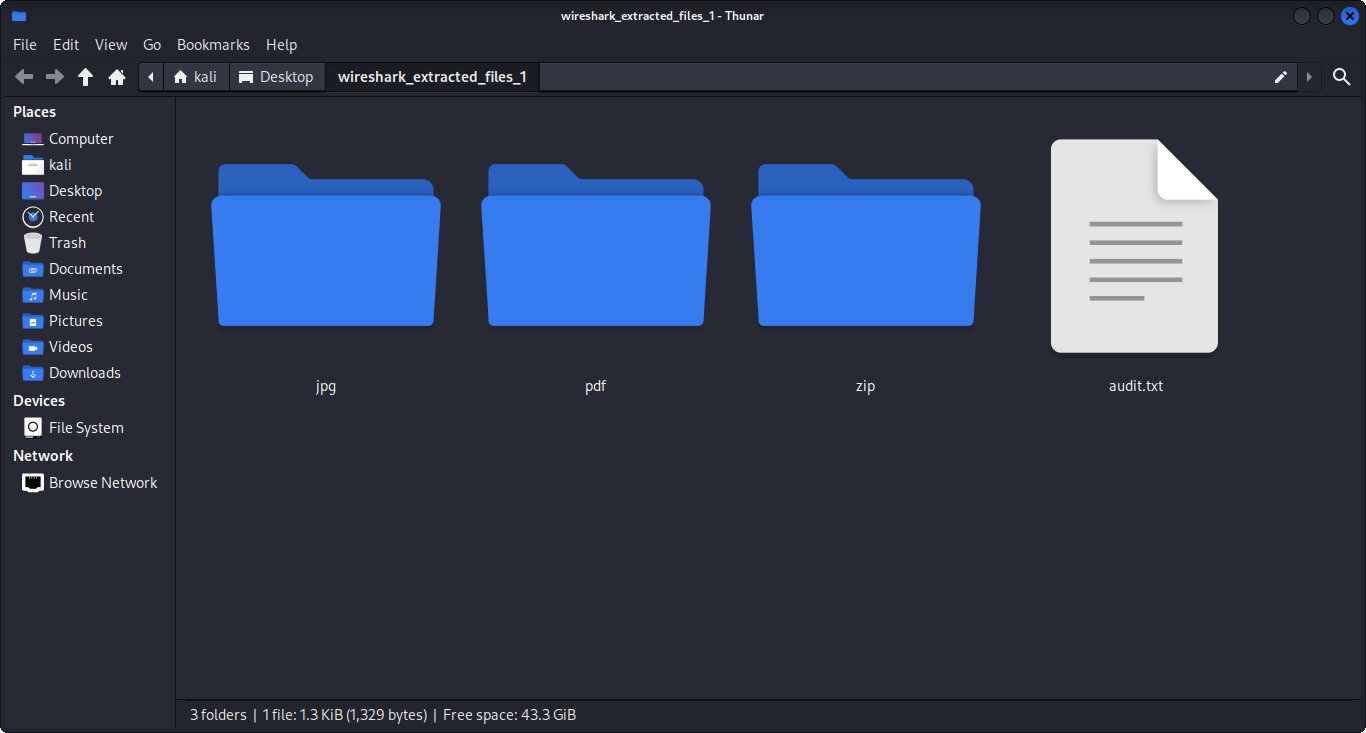 wireshark_extracted_files_1 - Thunar
File Edit View Go Bookmarks Help
kali Desktop wireshark_extracted_files_1
Places
Computer
kali
Desktop
Recent
Trash
Documents
Music
Pictures
Videos
Downloads
Devices
File System
Network
Browse Network
jpg pdf zip audit.txt
3 folders | 1 file: 1.3 KiB (1,329 bytes) | Free space: 43.3 GiB